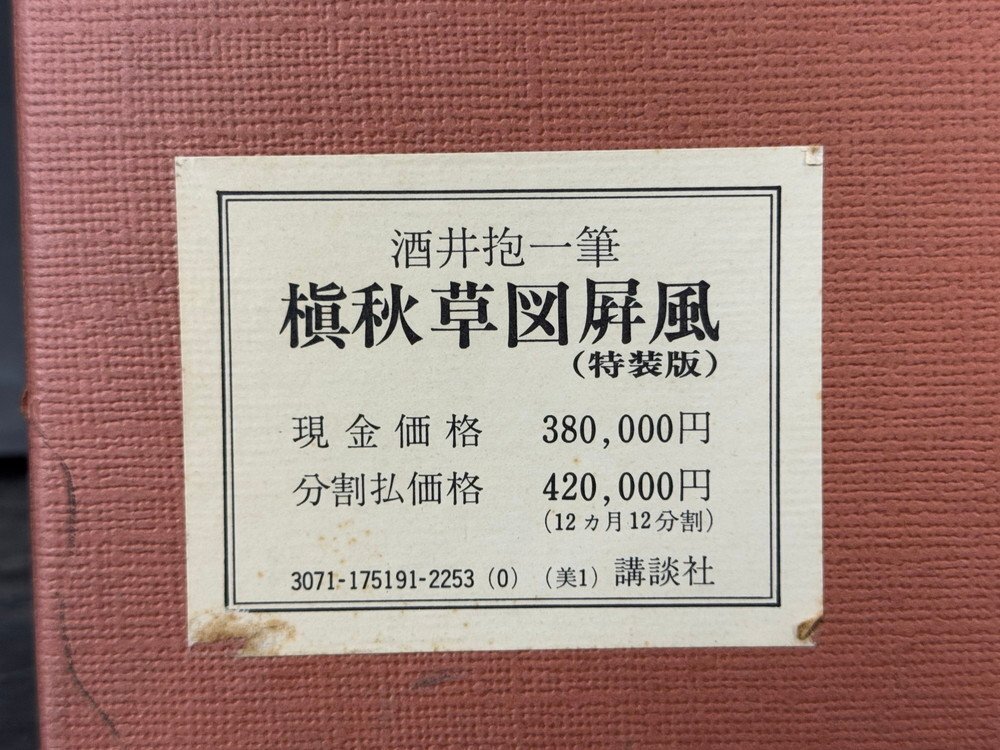 酒井抱一筆
槇秋草図屛風
(特装版)
現金価格 380,000円
分割払価格 420,000円
(12ヵ月12分割)
3071-175191-2253 (0) (美1) 講談社